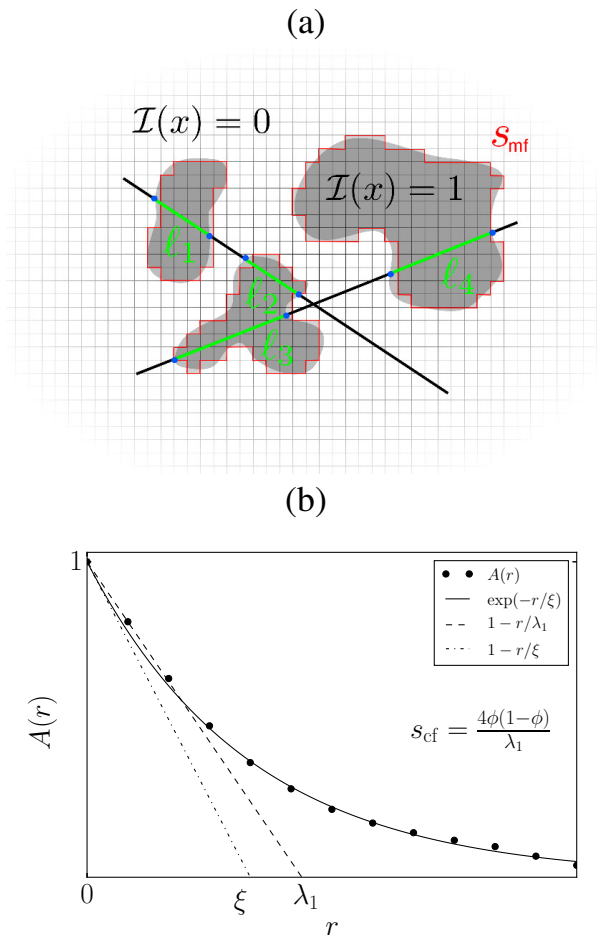 (a)
I(x) = 0
s_mf
I(x) = 1
ℓ1
ℓ2
ℓ3
ℓ4
(b)
1
A(r)
exp(−r/ξ)
1 − r/λ1
1 − r/ξ
s_cf = 4ϕ(1−ϕ)/λ1
A(r)
0
ξ
λ1
r